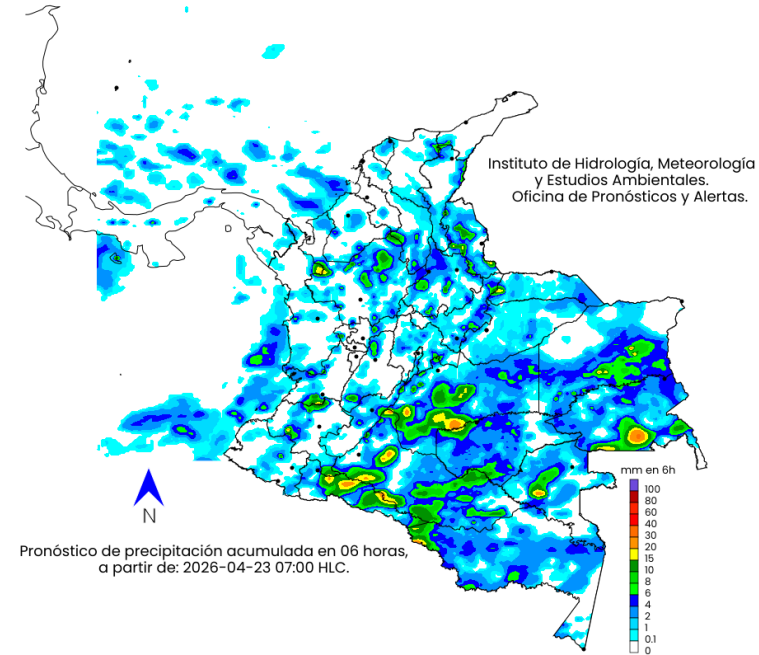 Instituto de Hidrología, Meteorología
y Estudios Ambientales.
Oficina de Pronósticos y Alertas.
mm en 6h
100
80
60
40
30
20
15
10
8
6
4
2
1
0.1
0
N
Pronóstico de precipitación acumulada en 06 horas,
a partir de: 2026-04-23 07:00 HLC.